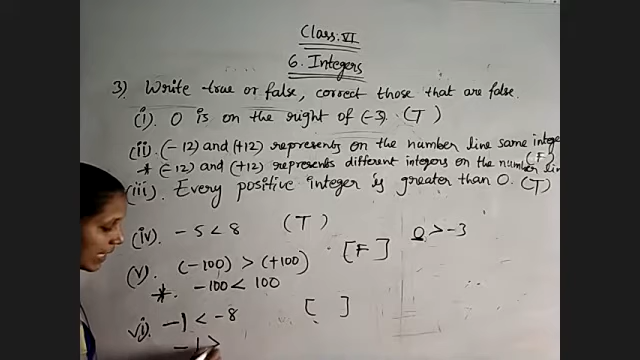 Class: VI
6. Integers
3) Write true or false, correct those that are false.
(i). 0 is on the right of (-3). (T)
(ii). (-12) and (+12) represents on the number line same integ
(F)
* (-12) and (+12) represents different integers on the number lin
(iii). Every positive integer is greater than 0. (T)
(iv). -5 < 8 (T) 0 > -3
(v). (-100) > (+100) [F]
* -100 < 100
vi). -1 < -8 [ ]
-1 >